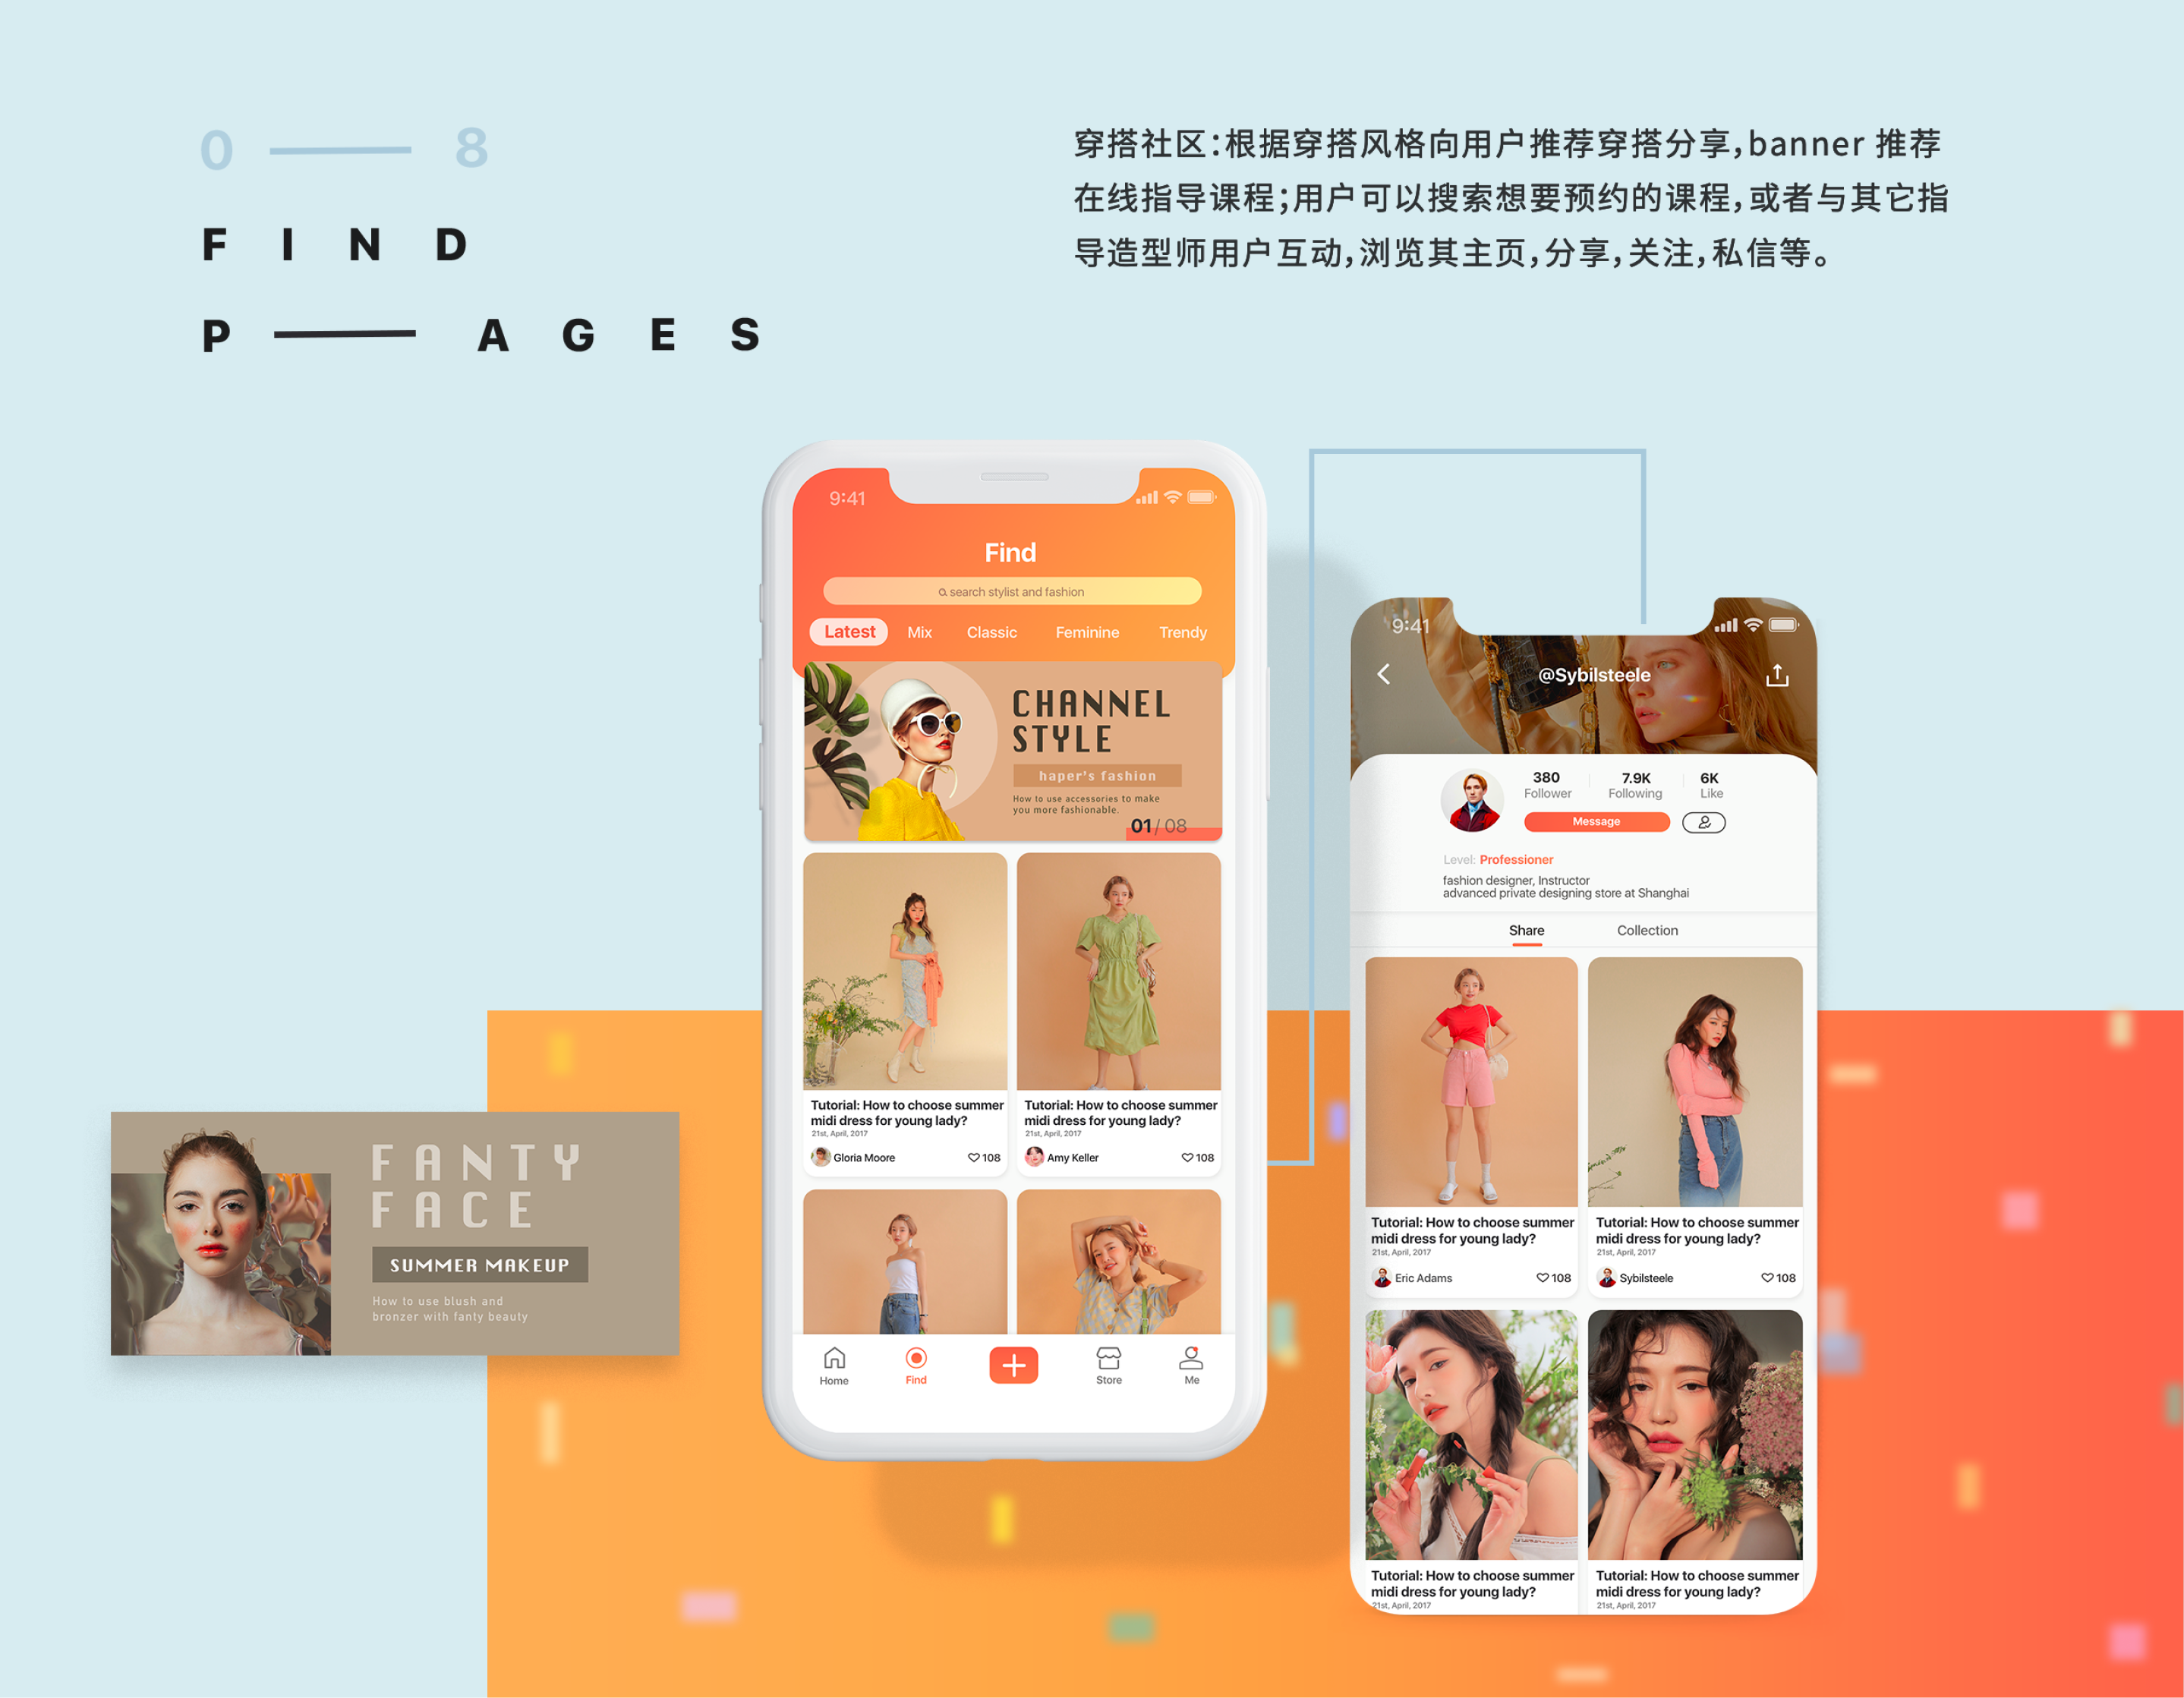 0 8
FIND
P AGES
穿搭社区：根据穿搭风格向用户推荐穿搭分享，banner 推荐
在线指导课程；用户可以搜索想要预约的课程，或者与其它指
导造型师用户互动，浏览其主页，分享，关注，私信等。
9:41
Find
search stylist and fashion
Latest Mix Classic Feminine Trendy
CHANNEL
STYLE
haper's fashion
How to use accessories to make
you more fashionable.
01/ 08
Tutorial: How to choose summer
midi dress for young lady?
21st, April, 2017
Gloria Moore 108
Tutorial: How to choose summer
midi dress for young lady?
21st, April, 2017
Amy Keller 108
Home Find Store Me
9:41
@Sybilsteele
380 7.9K 6K
Follower Following Like
Message
Level: Professioner
fashion designer, Instructor
advanced private designing store at Shanghai
Share Collection
Tutorial: How to choose summer
midi dress for young lady?
21st, April, 2017
Eric Adams 108
Tutorial: How to choose summer
midi dress for young lady?
21st, April, 2017
Sybilsteele 108
Tutorial: How to choose summer
midi dress for young lady?
21st, April, 2017
Tutorial: How to choose summer
midi dress for young lady?
21st, April, 2017
FANTY
FACE
SUMMER MAKEUP
How to use blush and
bronzer with fanty beauty